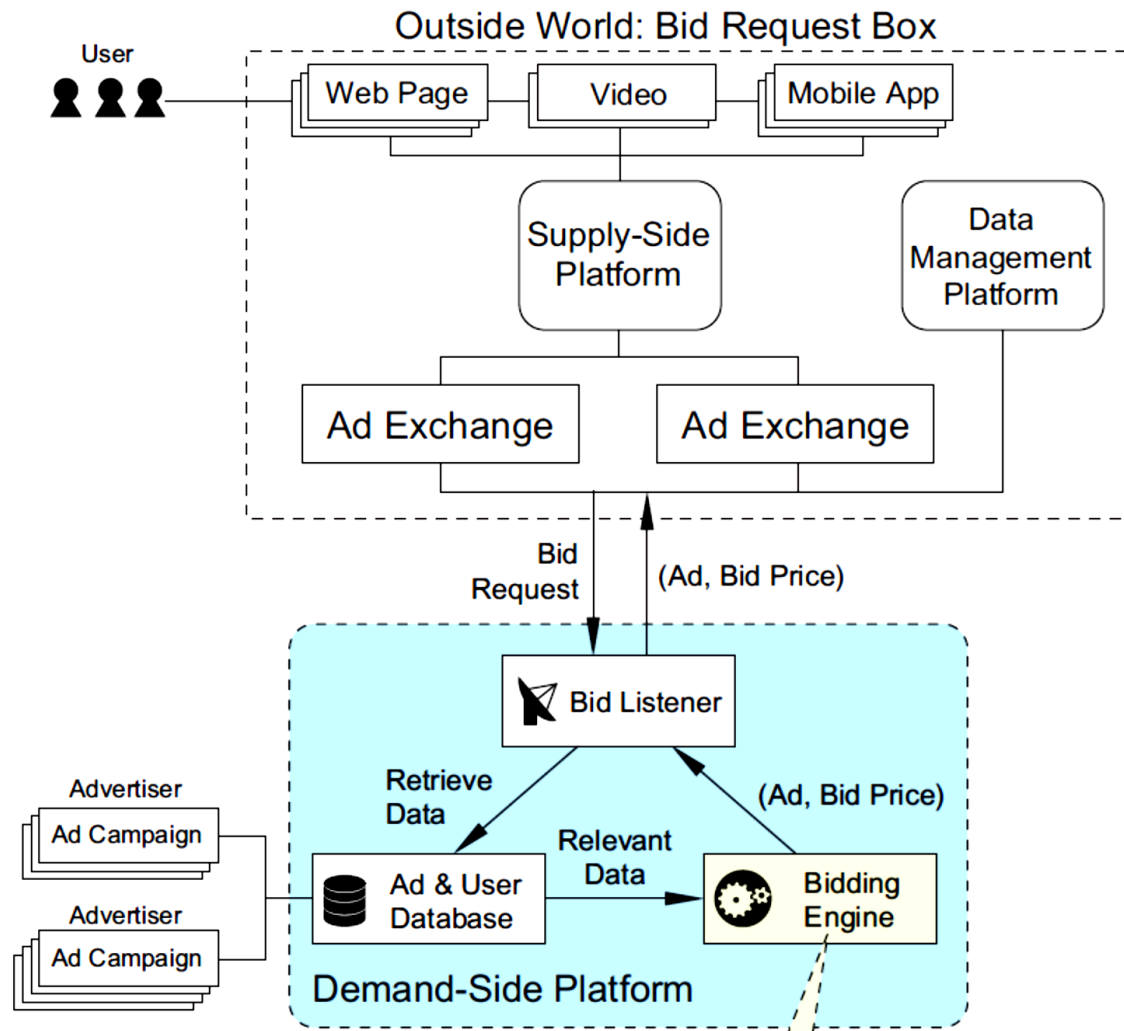 Outside World: Bid Request Box
User
Web Page
Video
Mobile App
Supply-Side
Platform
Data
Management
Platform
Ad Exchange
Ad Exchange
Bid
Request
(Ad, Bid Price)
Bid Listener
Retrieve
Data
(Ad, Bid Price)
Advertiser
Ad Campaign
Relevant
Data
Ad & User
Database
Bidding
Engine
Advertiser
Ad Campaign
Demand-Side Platform